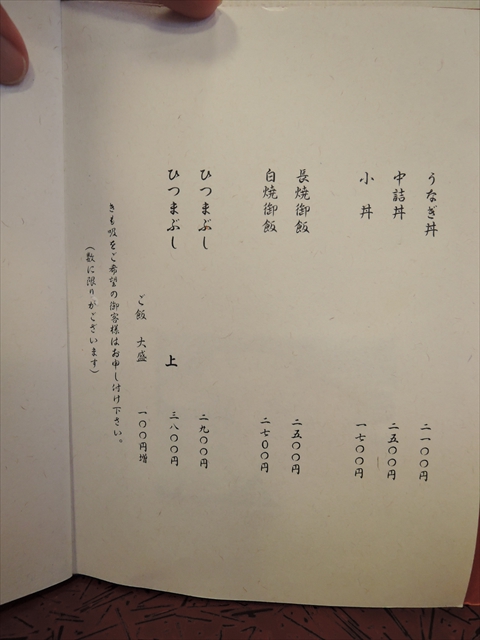 うなぎ丼 二一〇〇円
中詰丼 二五〇〇円
小丼 一七〇〇円
長焼御飯 二五〇〇円
白焼御飯 二七〇〇円
ひつまぶし 二九〇〇円
ひつまぶし 上 三八〇〇円
ご飯 大盛 一〇〇円増
きも吸をご希望の御客様はお申し付け下さい。
(数に限りがございます)